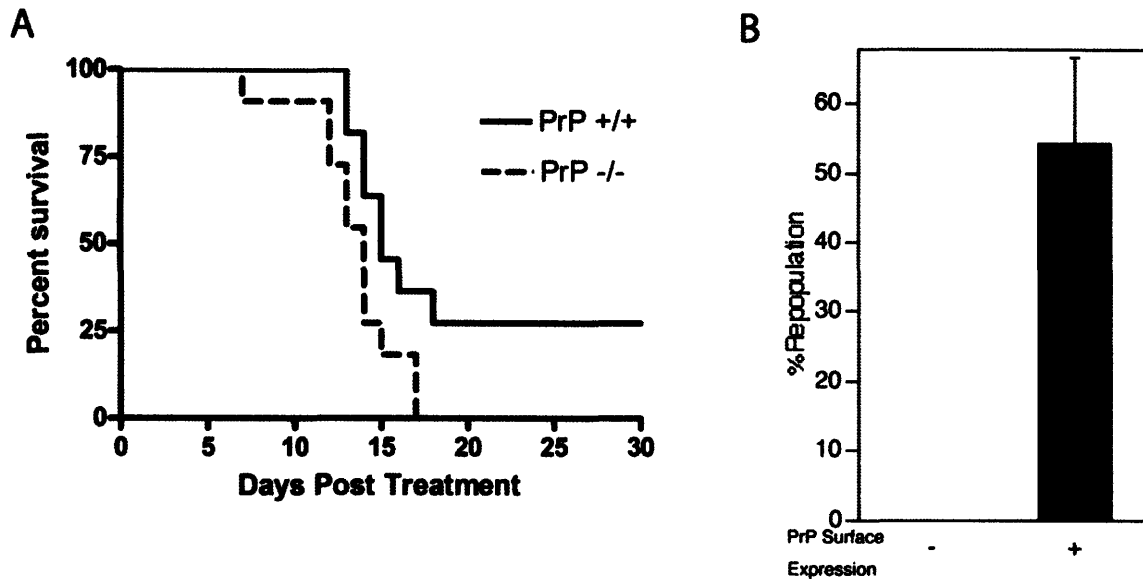 A
100
75
50
25
0
Percent survival
PrP +/+
PrP -/-
0 5 10 15 20 25 30
Days Post Treatment
B
60
50
40
30
20
10
0
%Repopulation
PrP Surface
Expression
- +